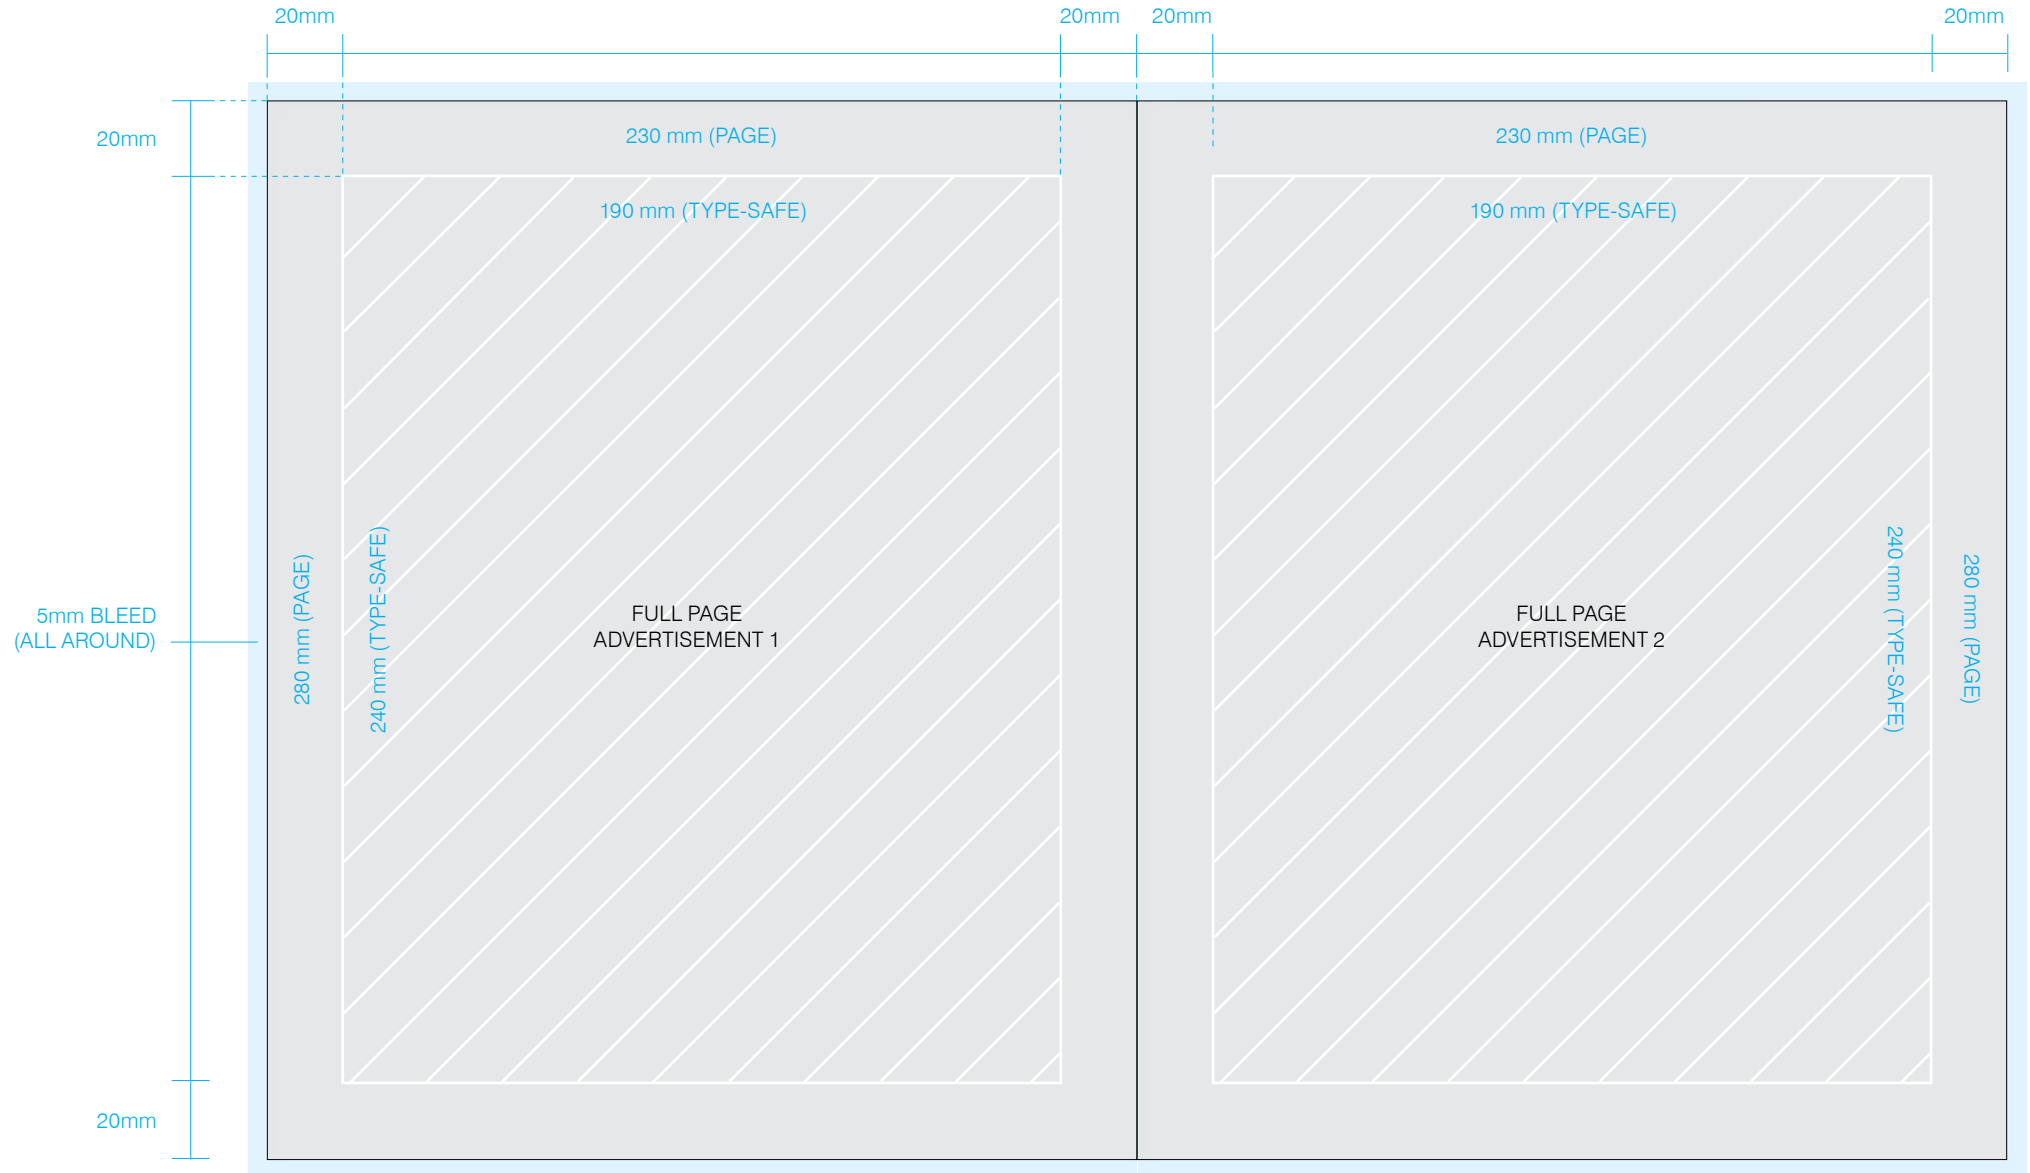 20mm
20mm
20mm
20mm
20mm
230 mm (PAGE)
230 mm (PAGE)
190 mm (TYPE-SAFE)
190 mm (TYPE-SAFE)
5mm BLEED
(ALL AROUND)
280 mm (PAGE)
240 mm (TYPE-SAFE)
FULL PAGE
ADVERTISEMENT 1
FULL PAGE
ADVERTISEMENT 2
240 mm (TYPE-SAFE)
280 mm (PAGE)
20mm